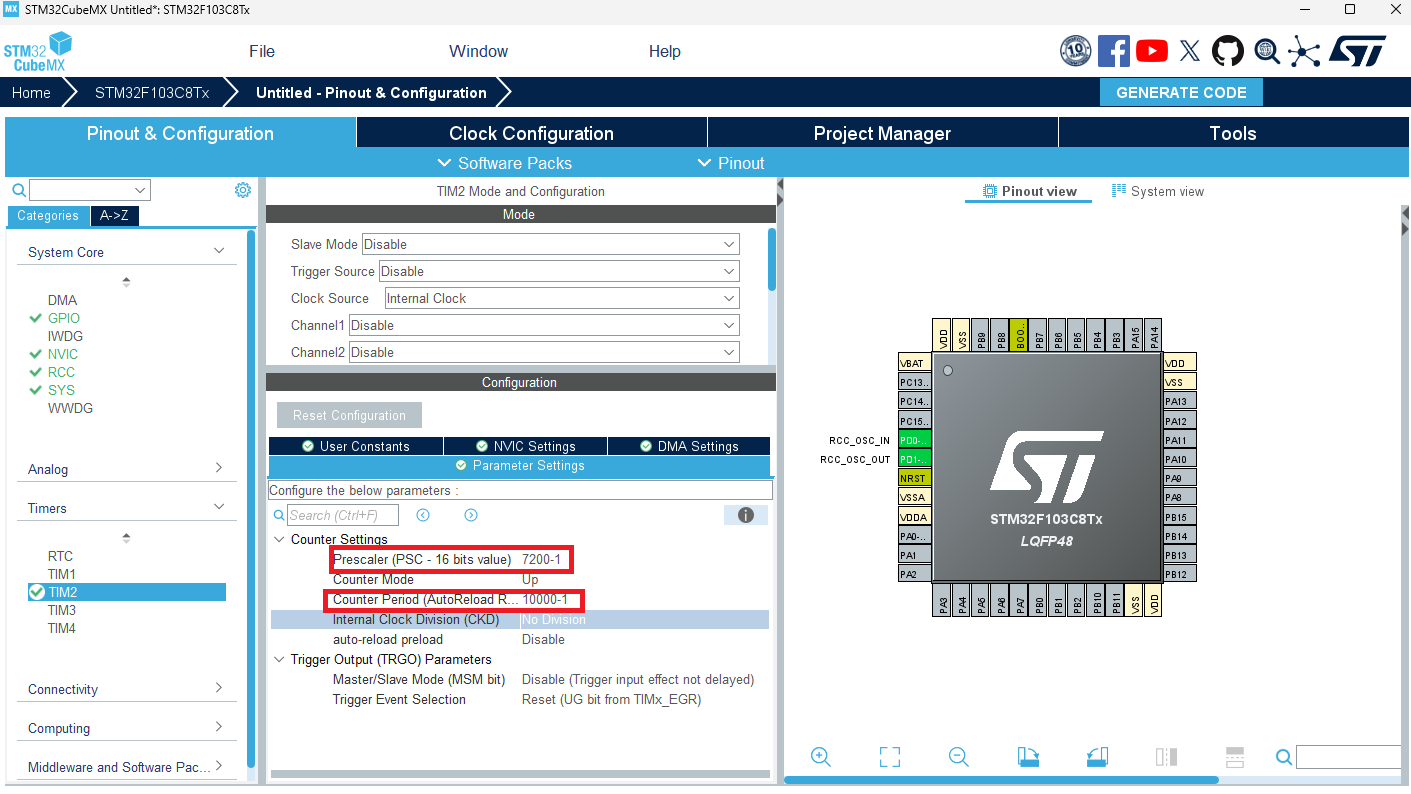 MX STM32CubeMX Untitled*: STM32F103C8Tx
STM32 CubeMX
File Window Help
10
Home STM32F103C8Tx Untitled - Pinout & Configuration GENERATE CODE
Pinout & Configuration Clock Configuration Project Manager Tools
Software Packs Pinout
Categories A->Z
System Core
DMA
GPIO
IWDG
NVIC
RCC
SYS
WWDG
Analog
Timers
RTC
TIM1
TIM2
TIM3
TIM4
Connectivity
Computing
Middleware and Software Pac...
TIM2 Mode and Configuration
Mode
Slave Mode Disable
Trigger Source Disable
Clock Source Internal Clock
Channel1 Disable
Channel2 Disable
Configuration
Reset Configuration
User Constants NVIC Settings DMA Settings
Parameter Settings
Configure the below parameters :
Search (Ctrl+F)
Counter Settings
Prescaler (PSC - 16 bits value) 7200-1
Counter Mode Up
Counter Period (AutoReload R... 10000-1
Internal Clock Division (CKD) No Division
auto-reload preload Disable
Trigger Output (TRGO) Parameters
Master/Slave Mode (MSM bit) Disable (Trigger input effect not delayed)
Trigger Event Selection Reset (UG bit from TIMx_EGR)
Pinout view System view
VDD VSS PB9 PB8 BOO.. PB7 PB6 PB5 PB4 PB3 PA15 PA14
VBAT
PC13..
PC14..
PC15..
RCC_OSC_IN PD0-..
RCC_OSC_OUT PD1-..
NRST
VSSA
VDDA
PA0-..
PA1
PA2
ST
STM32F103C8Tx
LQFP48
VDD
VSS
PA13
PA12
PA11
PA10
PA9
PA8
PB15
PB14
PB13
PB12
PA3 PA4 PA5 PA6 PA7 PB0 PB1 PB2 PB10 PB11 VSS VDD